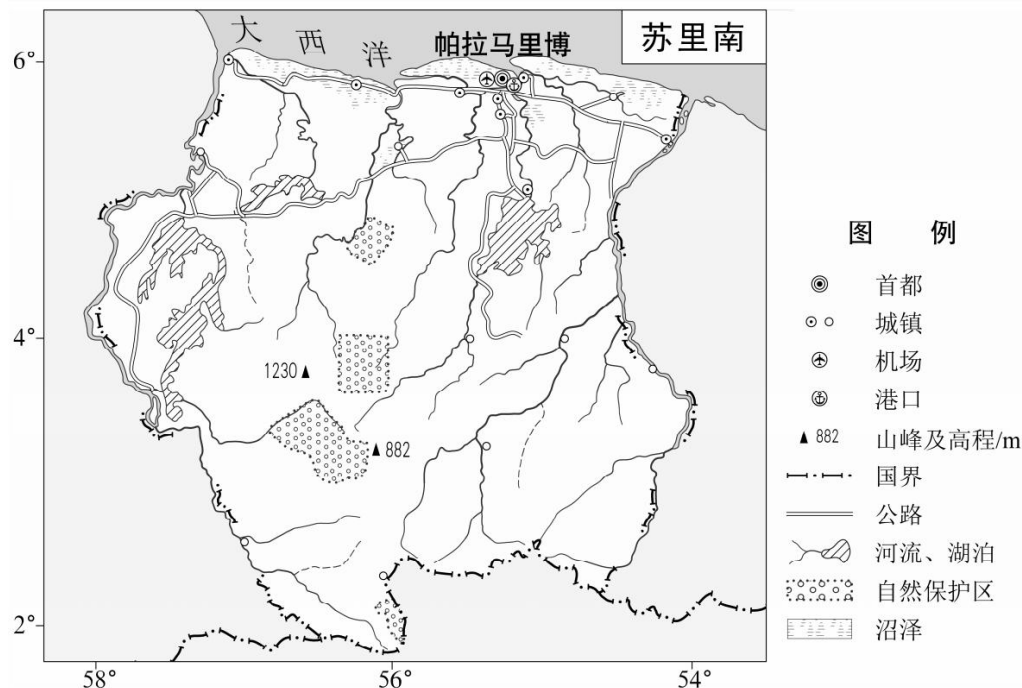 苏里南
大西洋
帕拉马里博
6°
4°
2°
1230
882
58°
56°
54°
图 例
首都
城镇
机场
港口
882 山峰及高程/m
国界
公路
河流、湖泊
自然保护区
沼泽